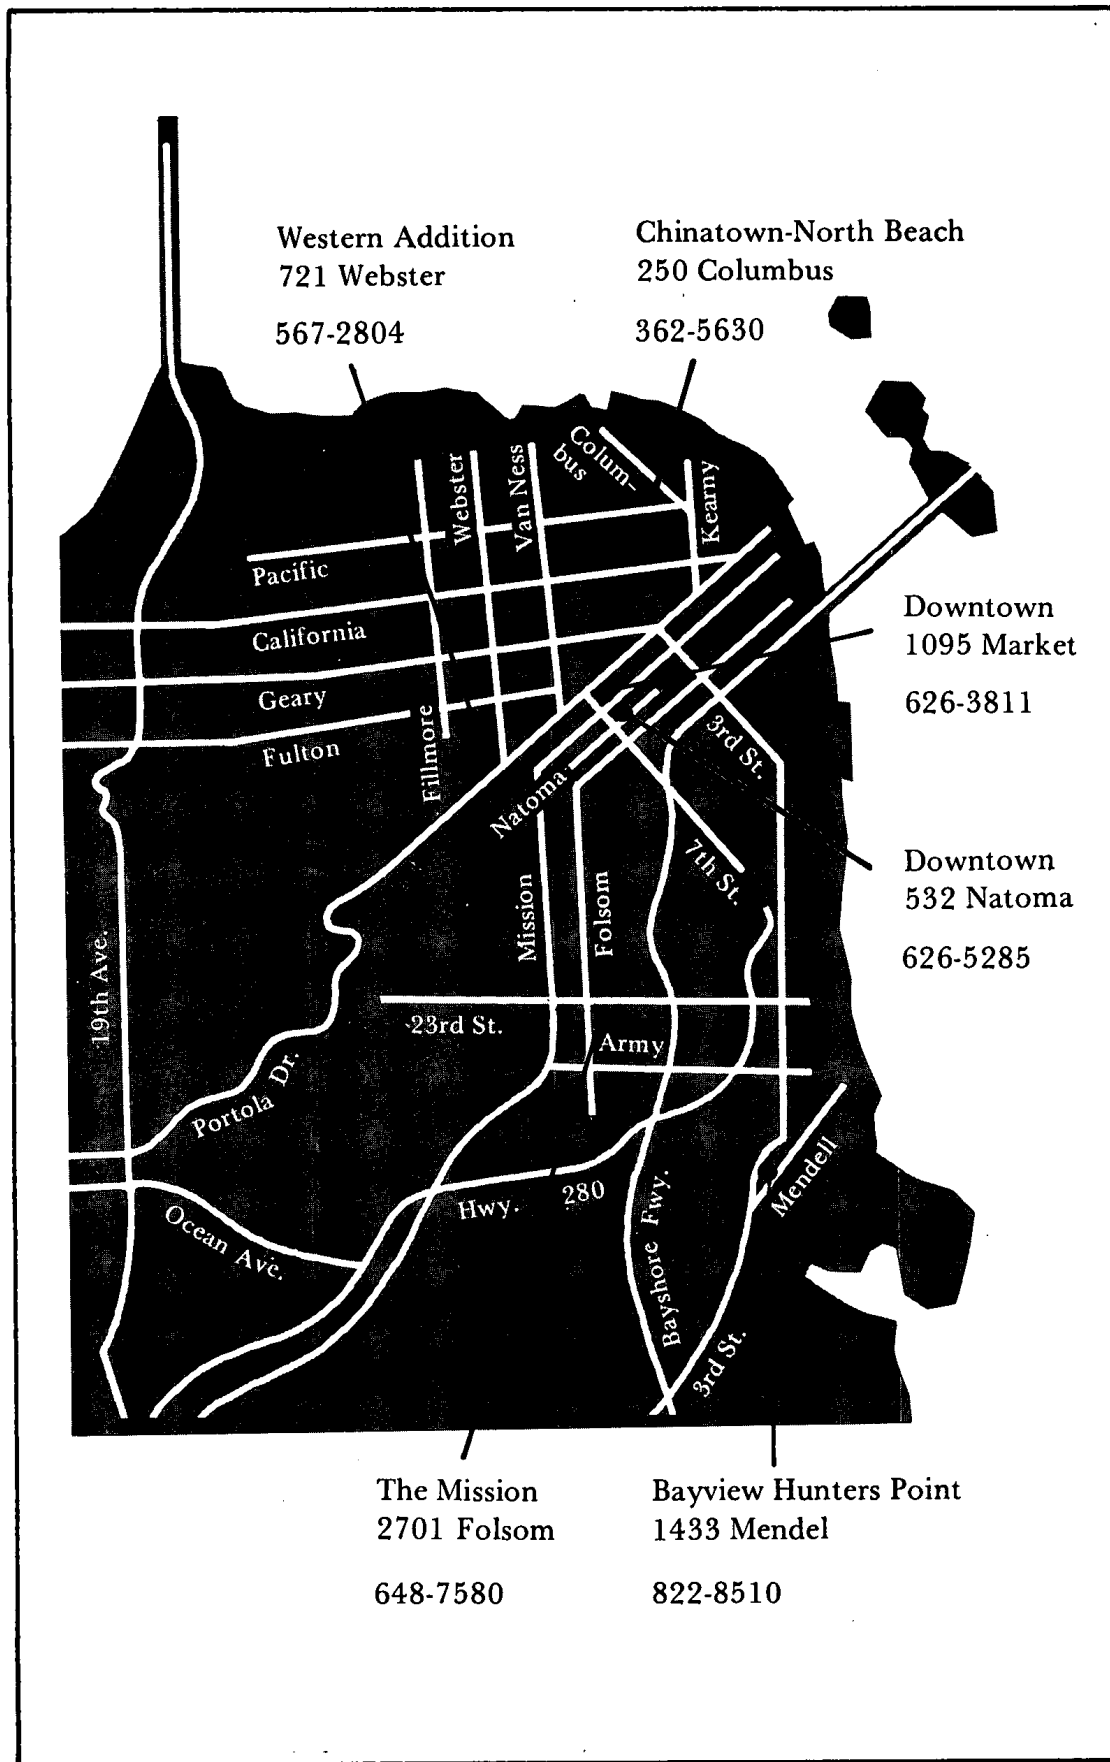 Western Addition
721 Webster
567-2804
Chinatown-North Beach
250 Columbus
362-5630
Colum-
bus
Webster
Van Ness
Kearny
Pacific
California
Geary
Fulton
Fillmore
Natoma
3rd St.
7th St.
Downtown
1095 Market
626-3811
Downtown
532 Natoma
626-5285
Mission
Folsom
19th Ave.
23rd St.
Army
Portola Dr.
Mendell
Hwy. 280
Ocean Ave.
Bayshore Fwy.
3rd St.
The Mission
2701 Folsom
648-7580
Bayview Hunters Point
1433 Mendel
822-8510